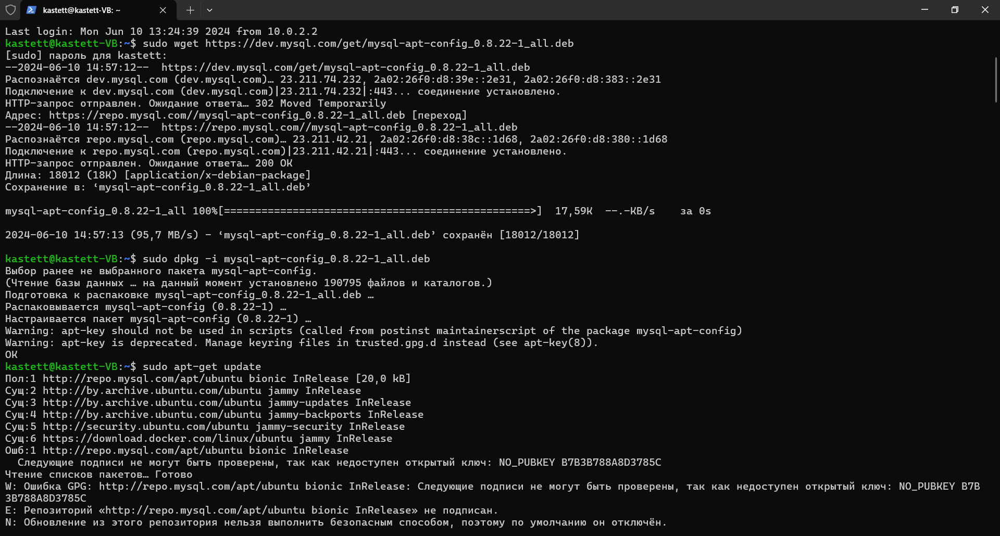 kastett@kastett-VB: ~
Last login: Mon Jun 10 13:24:39 2024 from 10.0.2.2
kastett@kastett-VB:~$ sudo wget https://dev.mysql.com/get/mysql-apt-config_0.8.22-1_all.deb
[sudo] пароль для kastett:
--2024-06-10 14:57:12--  https://dev.mysql.com/get/mysql-apt-config_0.8.22-1_all.deb
Распознаётся dev.mysql.com (dev.mysql.com)… 23.211.74.232, 2a02:26f0:d8:39e::2e31, 2a02:26f0:d8:383::2e31
Подключение к dev.mysql.com (dev.mysql.com)|23.211.74.232|:443... соединение установлено.
HTTP-запрос отправлен. Ожидание ответа… 302 Moved Temporarily
Адрес: https://repo.mysql.com//mysql-apt-config_0.8.22-1_all.deb [переход]
--2024-06-10 14:57:12--  https://repo.mysql.com//mysql-apt-config_0.8.22-1_all.deb
Распознаётся repo.mysql.com (repo.mysql.com)… 23.211.42.21, 2a02:26f0:d8:38c::1d68, 2a02:26f0:d8:380::1d68
Подключение к repo.mysql.com (repo.mysql.com)|23.211.42.21|:443... соединение установлено.
HTTP-запрос отправлен. Ожидание ответа… 200 OK
Длина: 18012 (18K) [application/x-debian-package]
Сохранение в: ‘mysql-apt-config_0.8.22-1_all.deb’
mysql-apt-config_0.8.22-1_all 100%[=================================================>]  17,59K  --.-KB/s    за 0s
2024-06-10 14:57:13 (95,7 MB/s) - ‘mysql-apt-config_0.8.22-1_all.deb’ сохранён [18012/18012]
kastett@kastett-VB:~$ sudo dpkg -i mysql-apt-config_0.8.22-1_all.deb
Выбор ранее не выбранного пакета mysql-apt-config.
(Чтение базы данных … на данный момент установлено 190795 файлов и каталогов.)
Подготовка к распаковке mysql-apt-config_0.8.22-1_all.deb …
Распаковывается mysql-apt-config (0.8.22-1) …
Настраивается пакет mysql-apt-config (0.8.22-1) …
Warning: apt-key should not be used in scripts (called from postinst maintainerscript of the package mysql-apt-config)
Warning: apt-key is deprecated. Manage keyring files in trusted.gpg.d instead (see apt-key(8)).
OK
kastett@kastett-VB:~$ sudo apt-get update
Пол:1 http://repo.mysql.com/apt/ubuntu bionic InRelease [20,0 kB]
Сущ:2 http://by.archive.ubuntu.com/ubuntu jammy InRelease
Сущ:3 http://by.archive.ubuntu.com/ubuntu jammy-updates InRelease
Сущ:4 http://by.archive.ubuntu.com/ubuntu jammy-backports InRelease
Сущ:5 http://security.ubuntu.com/ubuntu jammy-security InRelease
Сущ:6 https://download.docker.com/linux/ubuntu jammy InRelease
Ошб:1 http://repo.mysql.com/apt/ubuntu bionic InRelease
  Следующие подписи не могут быть проверены, так как недоступен открытый ключ: NO_PUBKEY B7B3B788A8D3785C
Чтение списков пакетов… Готово
W: Ошибка GPG: http://repo.mysql.com/apt/ubuntu bionic InRelease: Следующие подписи не могут быть проверены, так как недоступен открытый ключ: NO_PUBKEY B7B
3B788A8D3785C
E: Репозиторий «http://repo.mysql.com/apt/ubuntu bionic InRelease» не подписан.
N: Обновление из этого репозитория нельзя выполнить безопасным способом, поэтому по умолчанию он отключён.